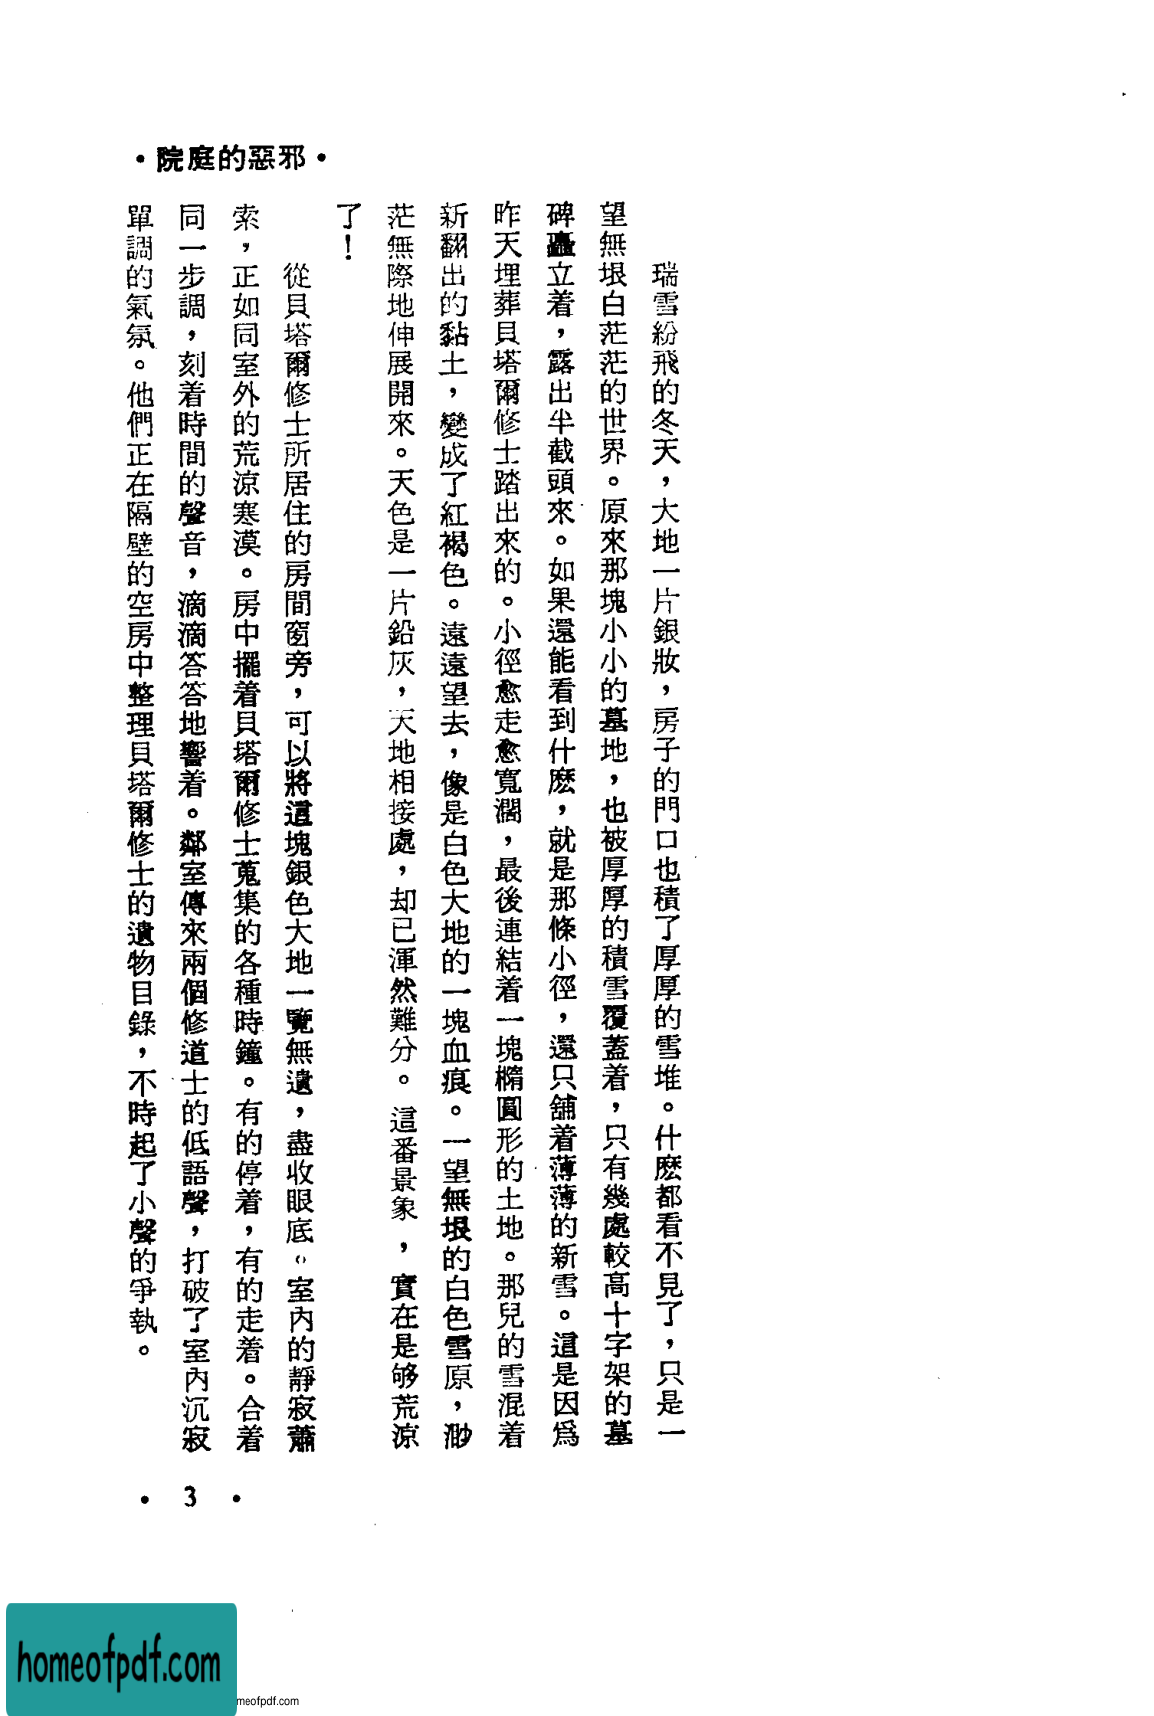 •邪惡的庭院•
瑞雪紛飛的冬天，大地一片銀妝，房子的門口也積了厚厚的雪堆。什麽都看不見了，只是一
望無垠白茫茫的世界。原來那塊小小的墓地，也被厚厚的積雪覆蓋着，只有幾處較高十字架的墓
碑矗立着，露出半截頭來。如果還能看到什麽，就是那條小徑，還只舖着薄薄的新雪。這是因爲
昨天埋葬貝塔爾修士踏出來的。小徑愈走愈寬濶，最後連結着一塊橢圓形的土地。那兒的雪混着
新翻出的黏土，變成了紅褐色。遠遠望去，像是白色大地的一塊血痕。一望無垠的白色雪原，渺
茫無際地伸展開來。天色是一片鉛灰，天地相接處，却已渾然難分。這番景象，實在是够荒涼
了！
從貝塔爾修士所居住的房間窗旁，可以將這塊銀色大地一覽無遺，盡收眼底。室內的靜寂蕭
索，正如同室外的荒涼寒漠。房中擺着貝塔爾修士蒐集的各種時鐘。有的停着，有的走着。合着
同一步調，刻着時間的聲音，滴滴答答地響着。鄰室傳來兩個修道士的低語聲，打破了室內沉寂
單調的氣氛。他們正在隔壁的空房中整理貝塔爾修士的遺物目錄，不時起了小聲的爭執。
• 3 •
homeofpdf.com
meofpdf.com